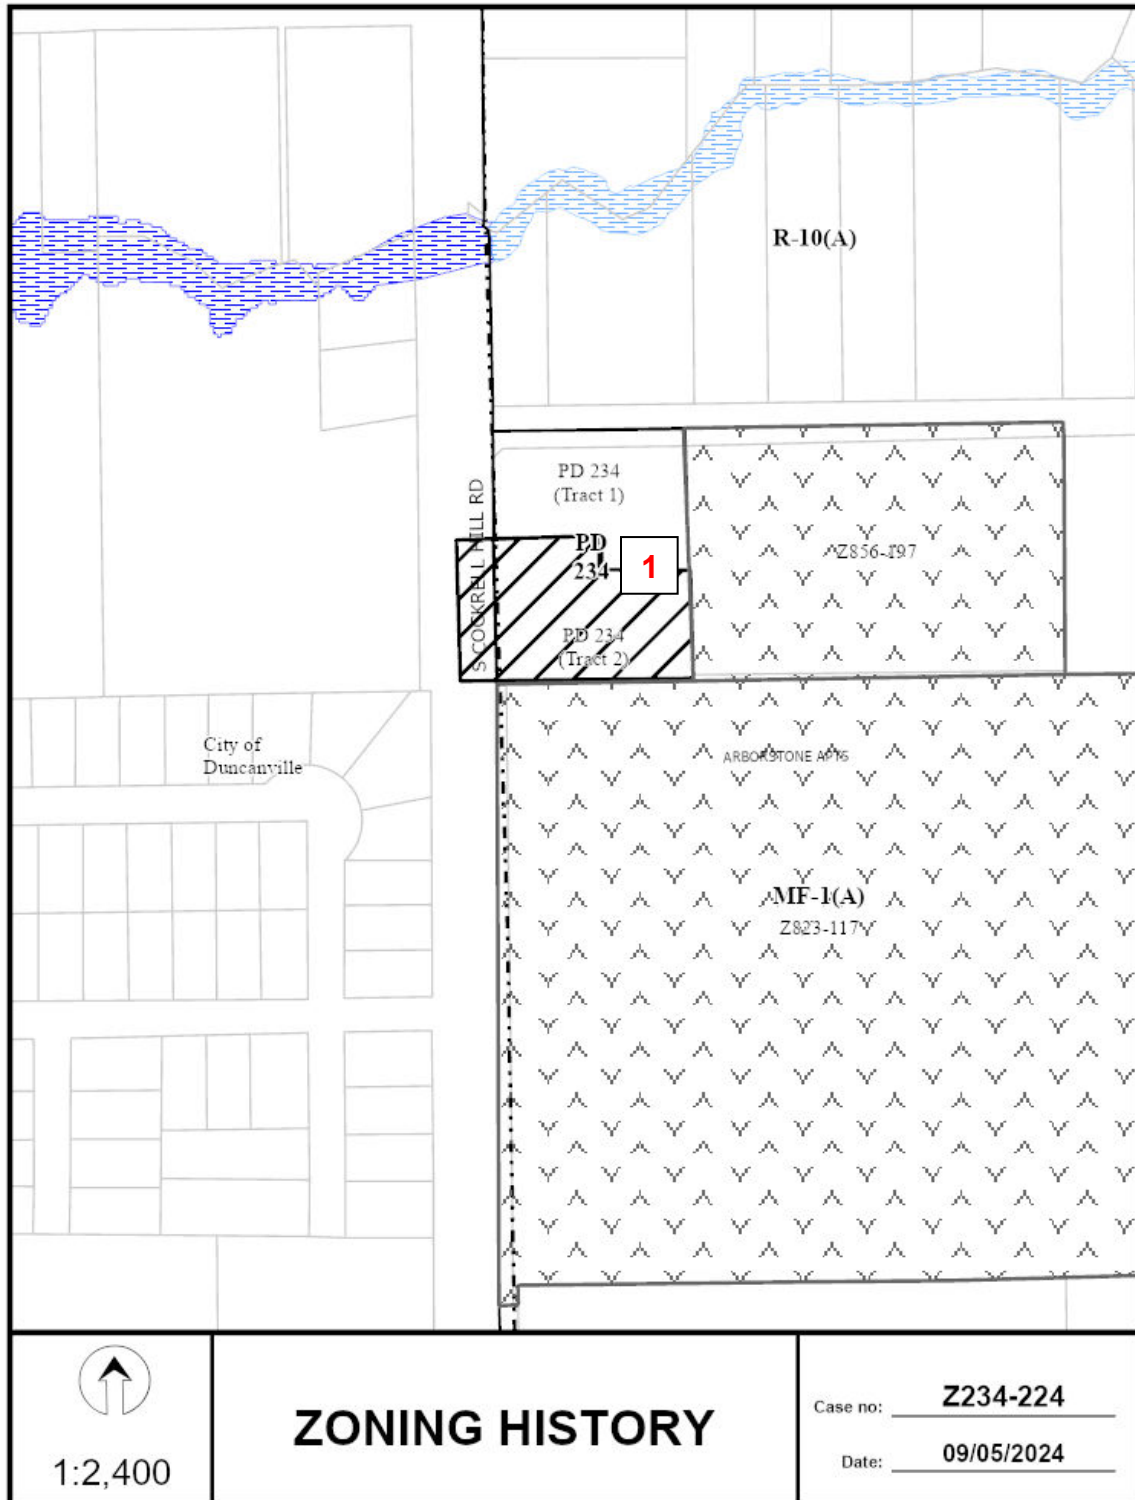 R-10(A)
PD 234
(Tract 1)
S COCKRELL HILL RD
PD
234
1
Z856-197
PD 234
(Tract 2)
City of
Duncanville
ARBORSTONE APTS
MF-1(A)
Z823-117
1:2,400
ZONING HISTORY
Case no: Z234-224
Date: 09/05/2024